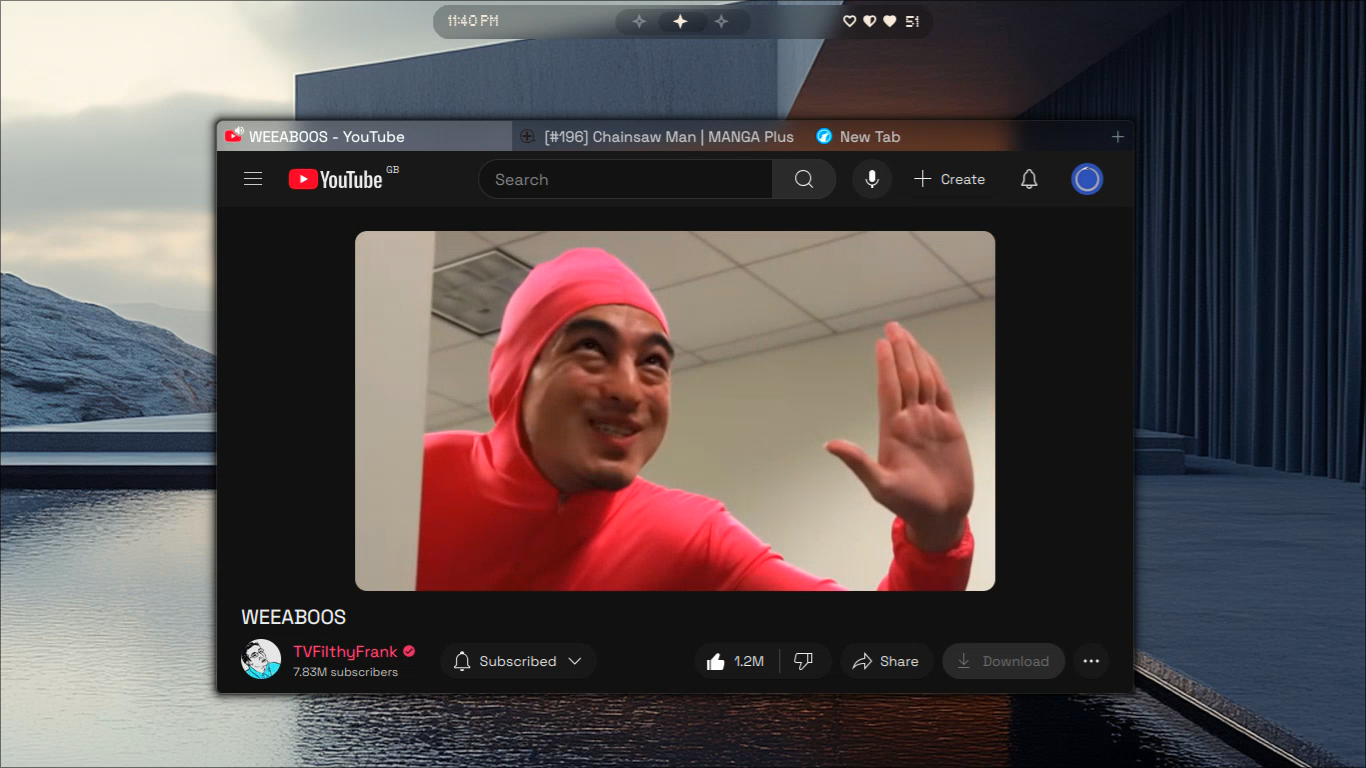 11:40 PM
51
WEEABOOS - YouTube
[#196] Chainsaw Man | MANGA Plus
New Tab
YouTube GB
Search
Create
WEEABOOS
TVFilthyFrank
7.83M subscribers
Subscribed
1.2M
Share
Download